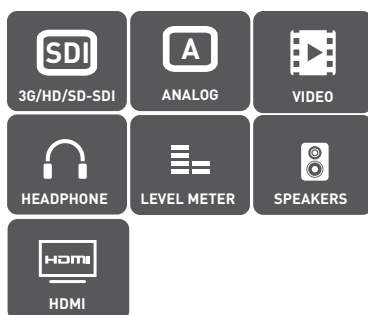 SDI
A
3G/HD/SD-SDI
ANALOG
VIDEO
HEADPHONE
LEVEL METER
SPEAKERS
HDMI
HDMI